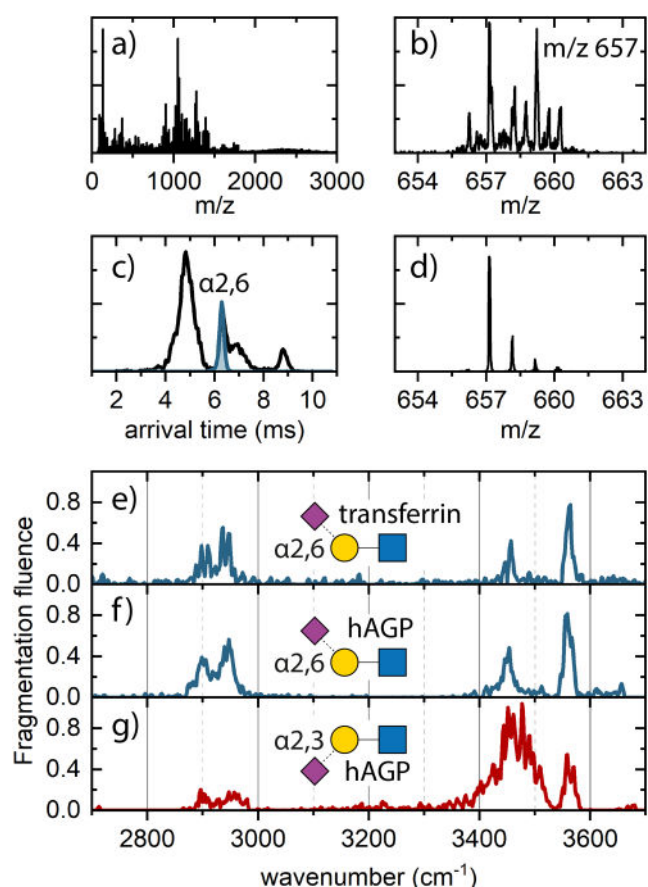 a)
0 1000 2000 3000
m/z
b) m/z 657
654 657 660 663
m/z
c)
α2,6
2 4 6 8 10
arrival time (ms)
d)
654 657 660 663
m/z
Fragmentation fluence
e) transferrin
α2,6
0.8
0.4
0.0
f) hAGP
α2,6
0.8
0.4
0.0
g) α2,3
hAGP
0.8
0.4
0.0
2800 3000 3200 3400 3600
wavenumber (cm⁻¹)